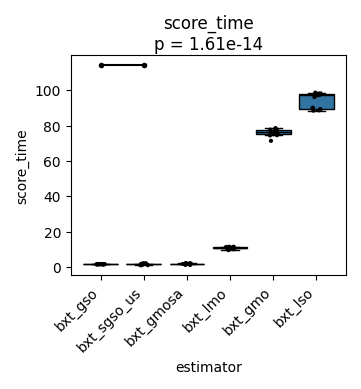 score_time
p = 1.61e-14
100
80
60
40
20
0
score_time
bxt_gso
bxt_sgso_us
bxt_gmosa
bxt_lmo
bxt_gmo
bxt_lso
estimator